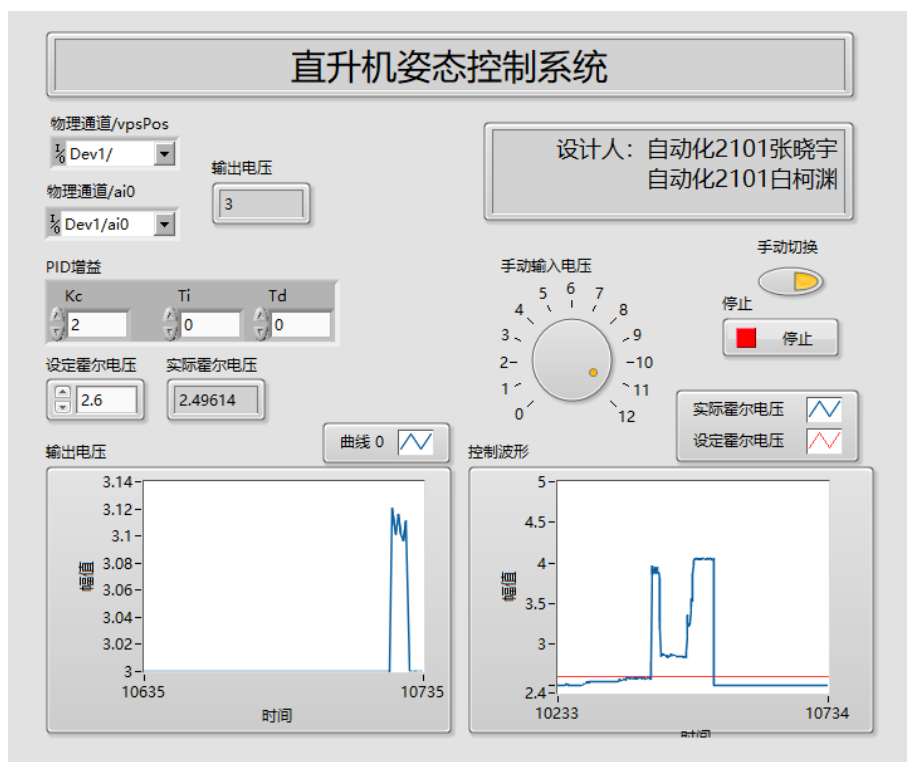 直升机姿态控制系统
物理通道/vpsPos
Dev1/
输出电压
3
物理通道/ai0
Dev1/ai0
设计人：自动化2101张晓宇
自动化2101白柯渊
PID增益
Kc Ti Td
2 0 0
手动输入电压
0 1 2 3 4 5 6 7 8 9 10 11 12
手动切换
停止
停止
设定霍尔电压 实际霍尔电压
2.6 2.49614
输出电压
曲线 0
3.14
3.12
3.1
3.08
3.06
3.04
3.02
3
幅值
10635 10735
时间
控制波形
实际霍尔电压
设定霍尔电压
5
4.5
4
3.5
3
2.4
幅值
10233 10734
时间